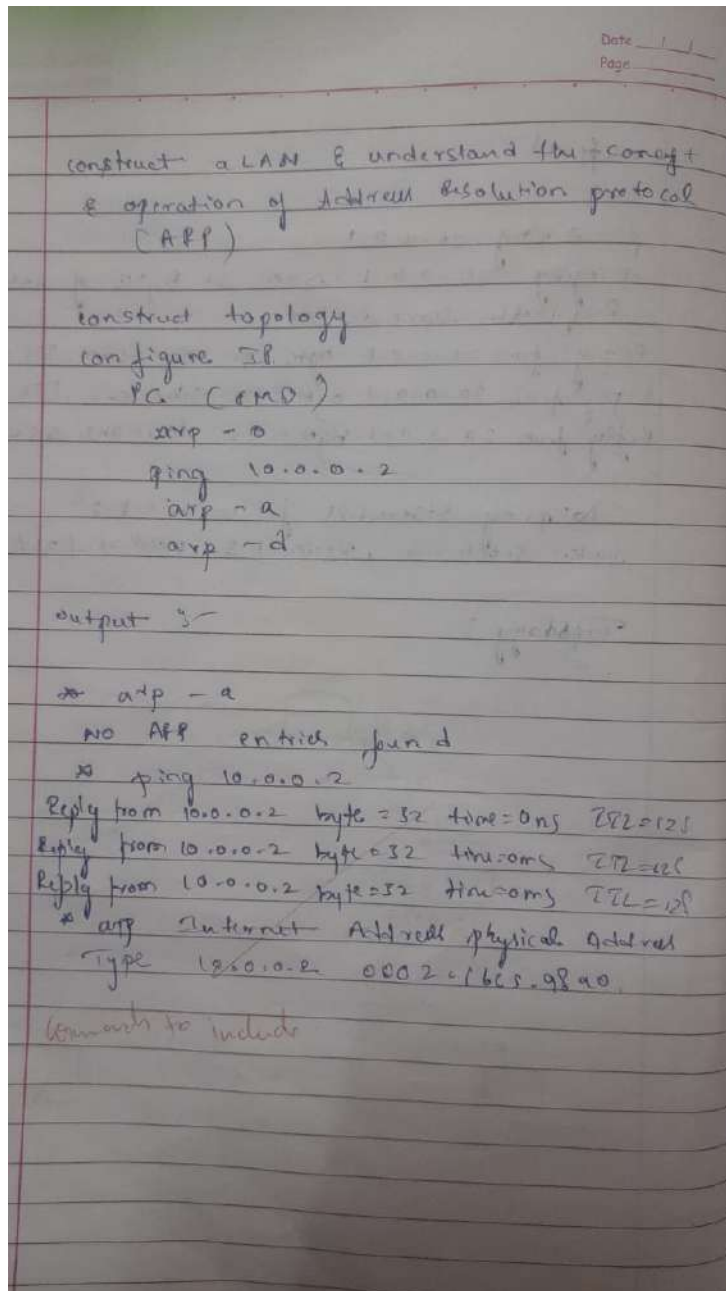 Date
Page
construct a LAN & understand the concept
& operation of Address Resolution protocal
(ARP)
construct topology
configure IP
PC (CMD)
arp - a
ping 10.0.0.2
arp - a
arp - d
output :-
* arp - a
NO ARP entries found
* ping 10.0.0.2
Reply from 10.0.0.2 byte = 32 time=0ms TTL=128
Reply from 10.0.0.2 byte=32 time=0ms TTL=128
Reply from 10.0.0.2 byte=32 time=0ms TTL=128
* arp Internet Address physical Address
Type 10.0.0.2 0002.
to include